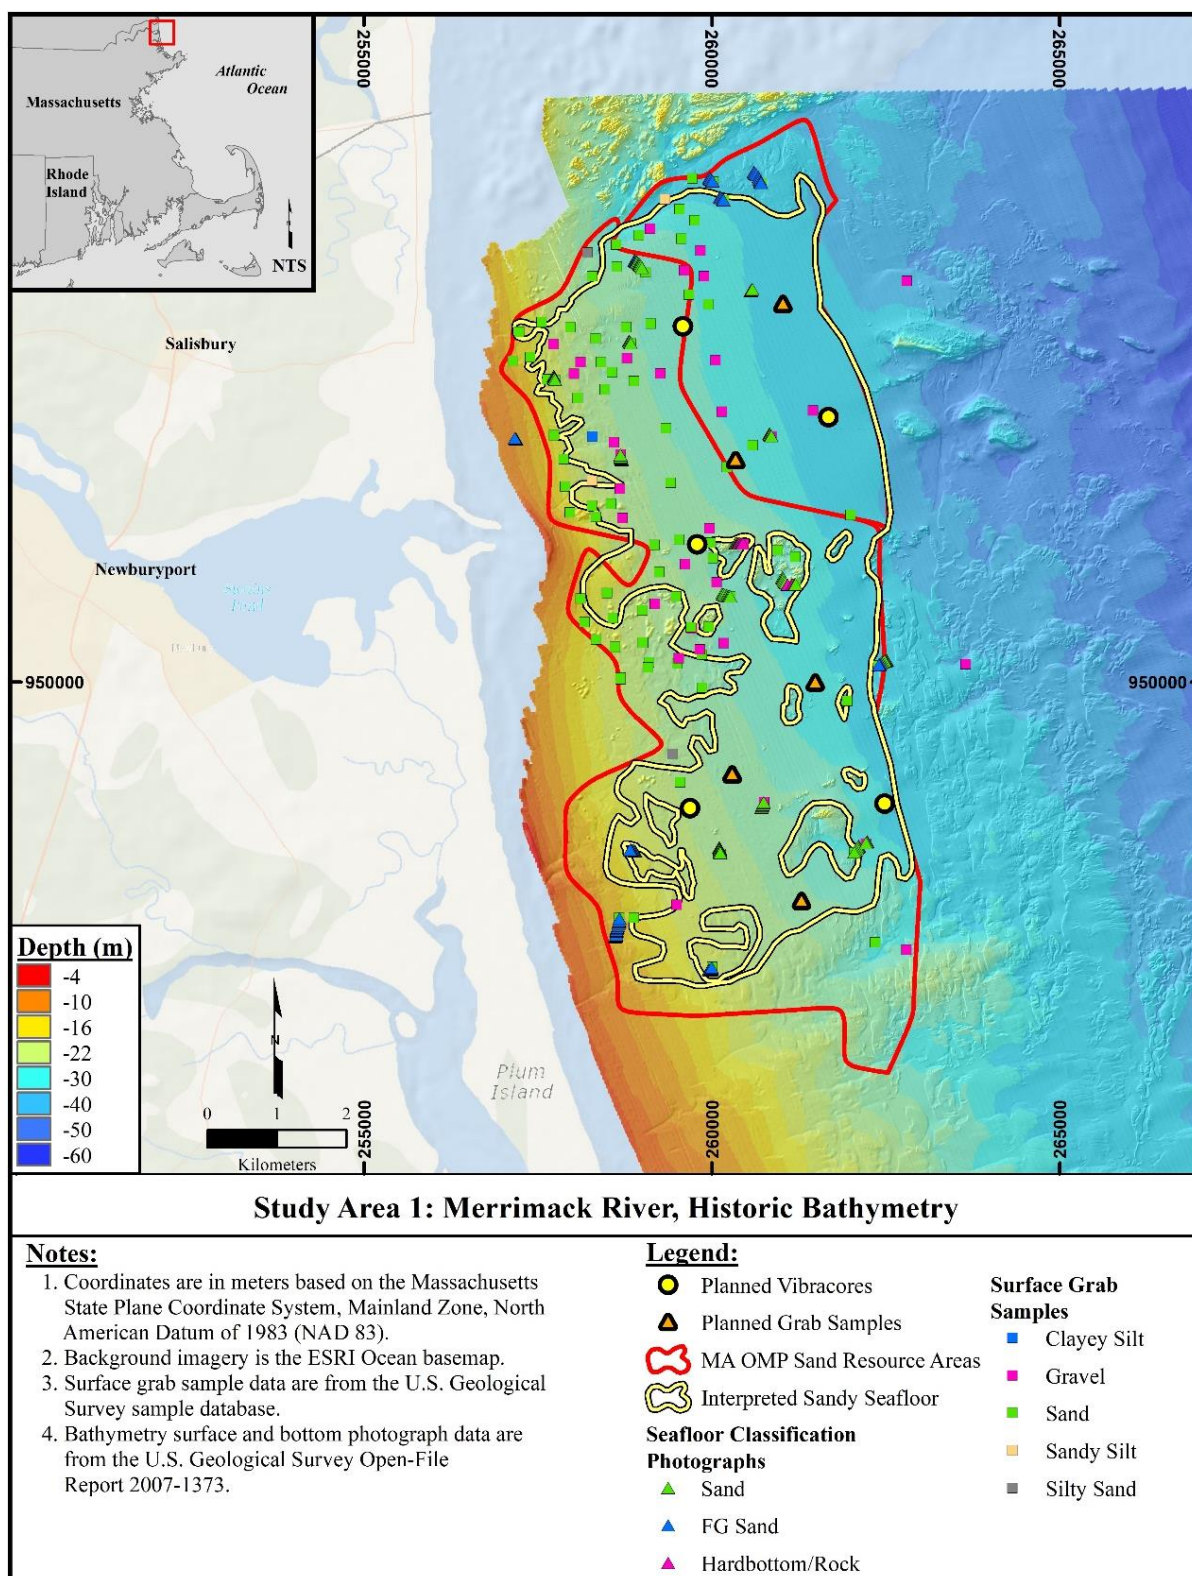 255000
260000
265000
Atlantic
Ocean
Massachusetts
Rhode
Island
NTS
Salisbury
Newburyport
950000
950000
Plum
Island
Depth (m)
-4
-10
-16
-22
-30
-40
-50
-60
N
0 1 2
Kilometers
255000
260000
265000
Study Area 1: Merrimack River, Historic Bathymetry
Notes:
1. Coordinates are in meters based on the Massachusetts
State Plane Coordinate System, Mainland Zone, North
American Datum of 1983 (NAD 83).
2. Background imagery is the ESRI Ocean basemap.
3. Surface grab sample data are from the U.S. Geological
Survey sample database.
4. Bathymetry surface and bottom photograph data are
from the U.S. Geological Survey Open-File
Report 2007-1373.
Legend:
Planned Vibracores
Planned Grab Samples
MA OMP Sand Resource Areas
Interpreted Sandy Seafloor
Seafloor Classification
Photographs
Sand
FG Sand
Hardbottom/Rock
Surface Grab
Samples
Clayey Silt
Gravel
Sand
Sandy Silt
Silty Sand